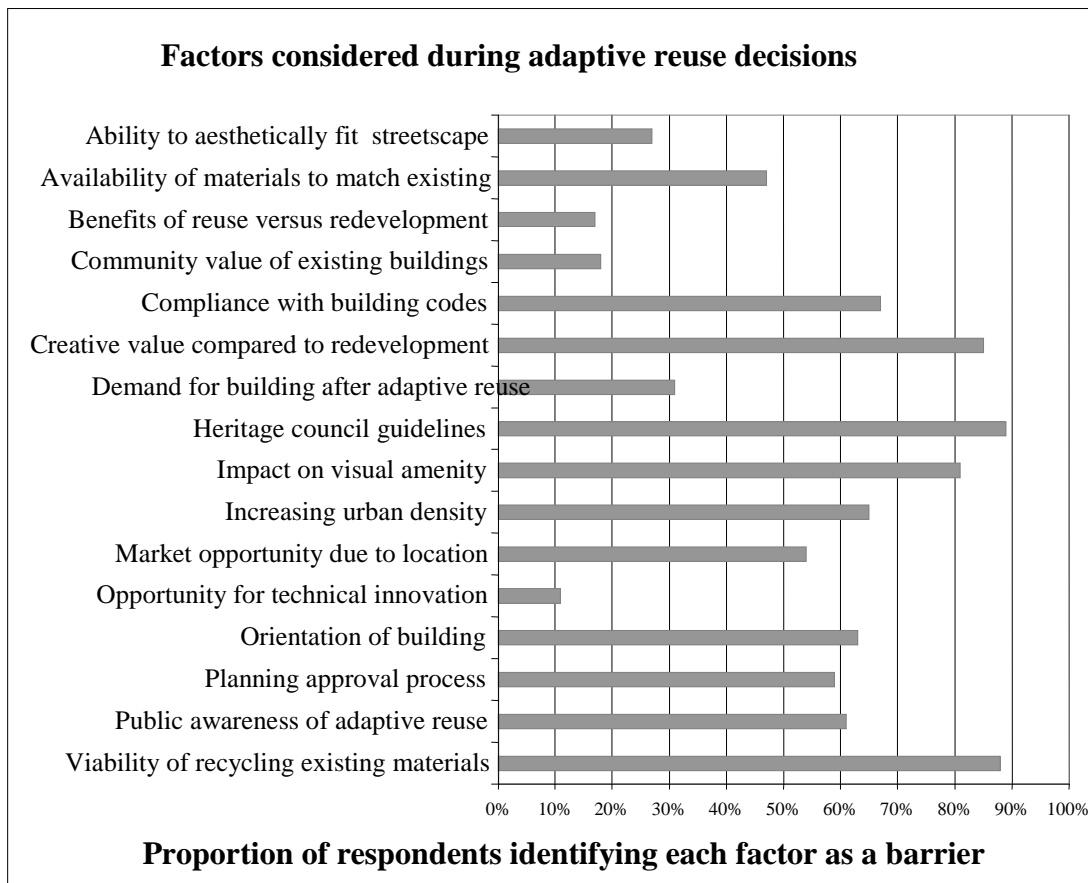 Factors considered during adaptive reuse decisions
Ability to aesthetically fit streetscape
Availability of materials to match existing
Benefits of reuse versus redevelopment
Community value of existing buildings
Compliance with building codes
Creative value compared to redevelopment
Demand for building after adaptive reuse
Heritage council guidelines
Impact on visual amenity
Increasing urban density
Market opportunity due to location
Opportunity for technical innovation
Orientation of building
Planning approval process
Public awareness of adaptive reuse
Viability of recycling existing materials
0% 10% 20% 30% 40% 50% 60% 70% 80% 90% 100%
Proportion of respondents identifying each factor as a barrier